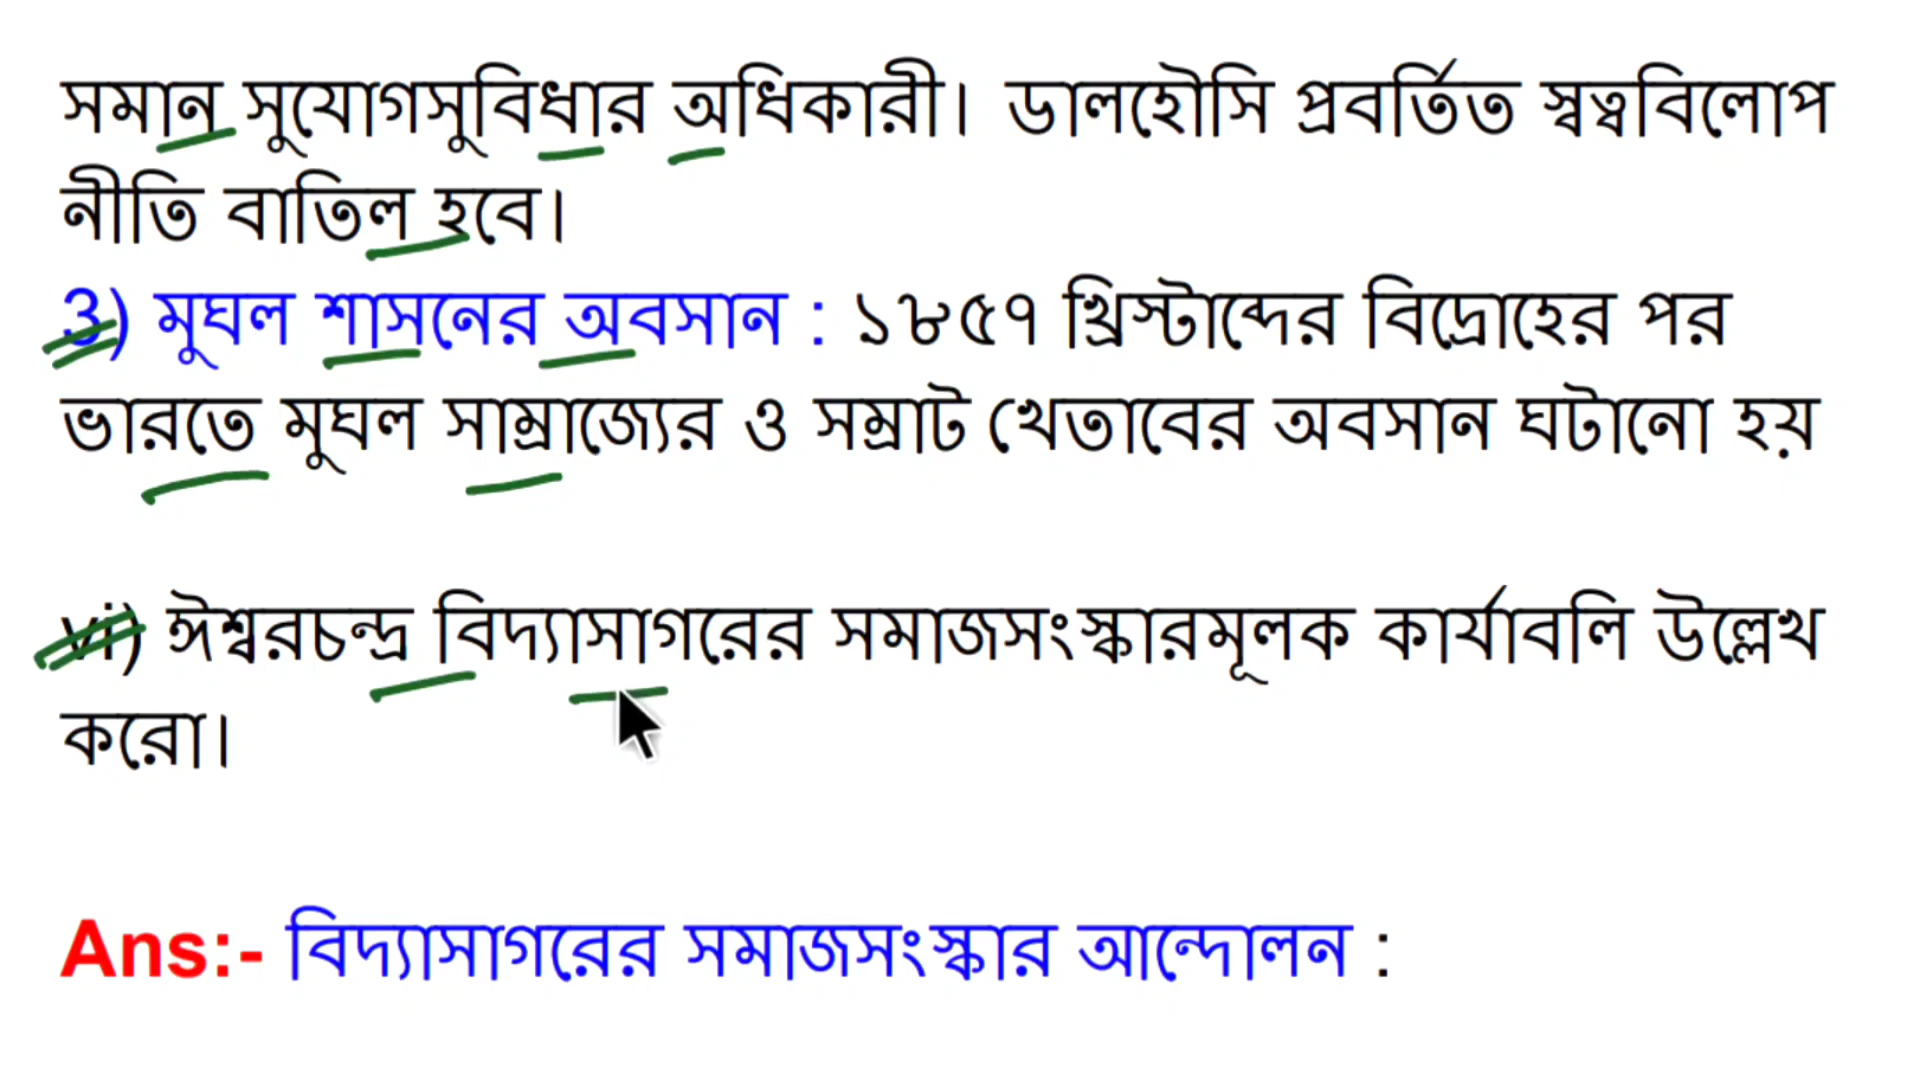 সমান সুযোগসুবিধার অধিকারী। ডালহৌসি প্রবর্তিত স্বত্ববিলোপ
নীতি বাতিল হবে।
3) মুঘল শাসনের অবসান : ১৮৫৭ খ্রিস্টাব্দের বিদ্রোহের পর
ভারতে মুঘল সাম্রাজ্যের ও সম্রাট খেতাবের অবসান ঘটানো হয়
vi) ঈশ্বরচন্দ্র বিদ্যাসাগরের সমাজসংস্কারমূলক কার্যাবলি উল্লেখ
করো।
Ans:- বিদ্যাসাগরের সমাজসংস্কার আন্দোলন :